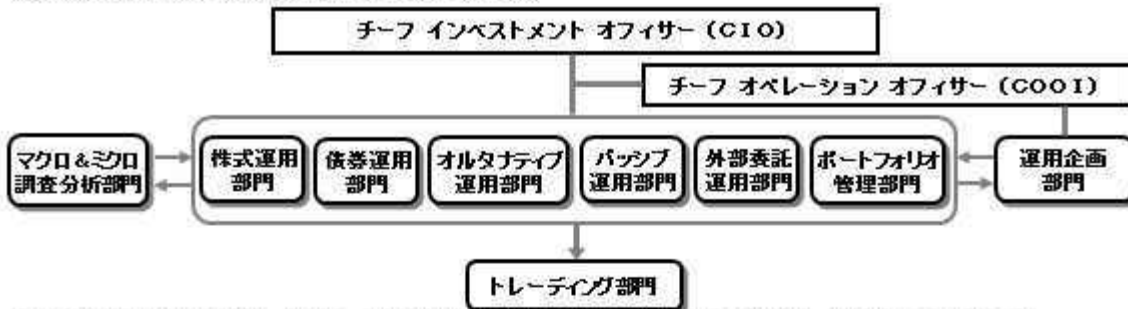 チーフ インベストメント オフィサー（CIO）
チーフ オペレーション オフィサー（COOI）
マクロ＆ミクロ
調査分析部門
株式運用
部門
債券運用
部門
オルタナティブ
運用部門
パッシブ
運用部門
外部委託
運用部門
ポートフォリオ
管理部門
運用企画
部門
トレーディング部門